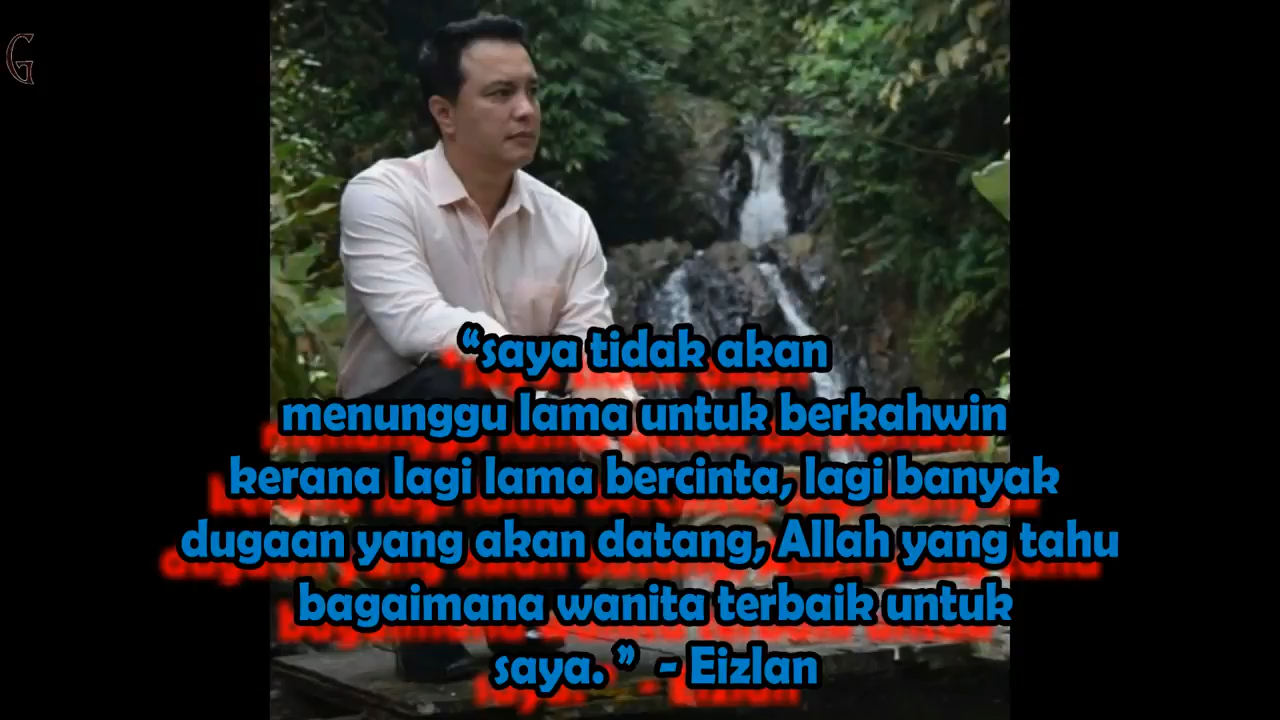 G
“saya tidak akan
menunggu lama untuk berkahwin
kerana lagi lama bercinta, lagi banyak
dugaan yang akan datang, Allah yang tahu
bagaimana wanita terbaik untuk
saya. ” - Eizlan